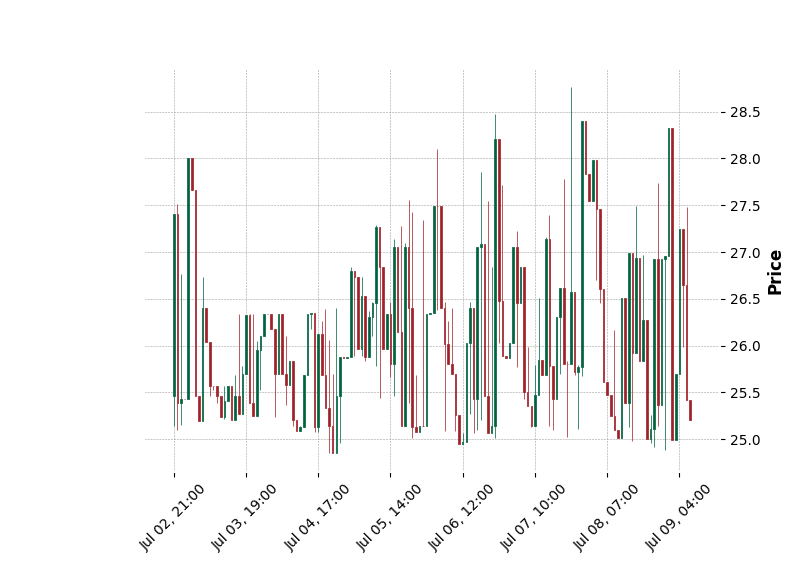 28.5
28.0
27.5
27.0
26.5
26.0
25.5
25.0
Price
Jul 02, 21:00
Jul 03, 19:00
Jul 04, 17:00
Jul 05, 14:00
Jul 06, 12:00
Jul 07, 10:00
Jul 08, 07:00
Jul 09, 04:00